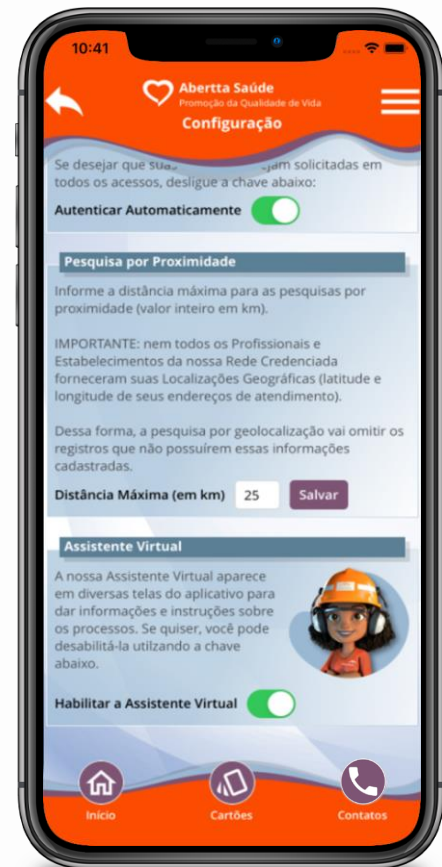 10:41
Abertta Saúde
Promoção da Qualidade de Vida
Configuração
Se desejar que suas solicitadas em
todos os acessos, desligue a chave abaixo:
Autenticar Automaticamente
Pesquisa por Proximidade
Informe a distância máxima para as pesquisas por
proximidade (valor inteiro em km).
IMPORTANTE: nem todos os Profissionais e
Estabelecimentos da nossa Rede Credenciada
forneceram suas Localizações Geográficas (latitude e
longitude de seus endereços de atendimento).
Dessa forma, a pesquisa por geolocalização vai omitir os
registros que não possuírem essas informações
cadastradas.
Distância Máxima (em km) 25 Salvar
Assistente Virtual
A nossa Assistente Virtual aparece
em diversas telas do aplicativo para
dar informações e instruções sobre
os processos. Se quiser, você pode
desabilitá-la utilzando a chave
abaixo.
Habilitar a Assistente Virtual
Início Cartões Contatos